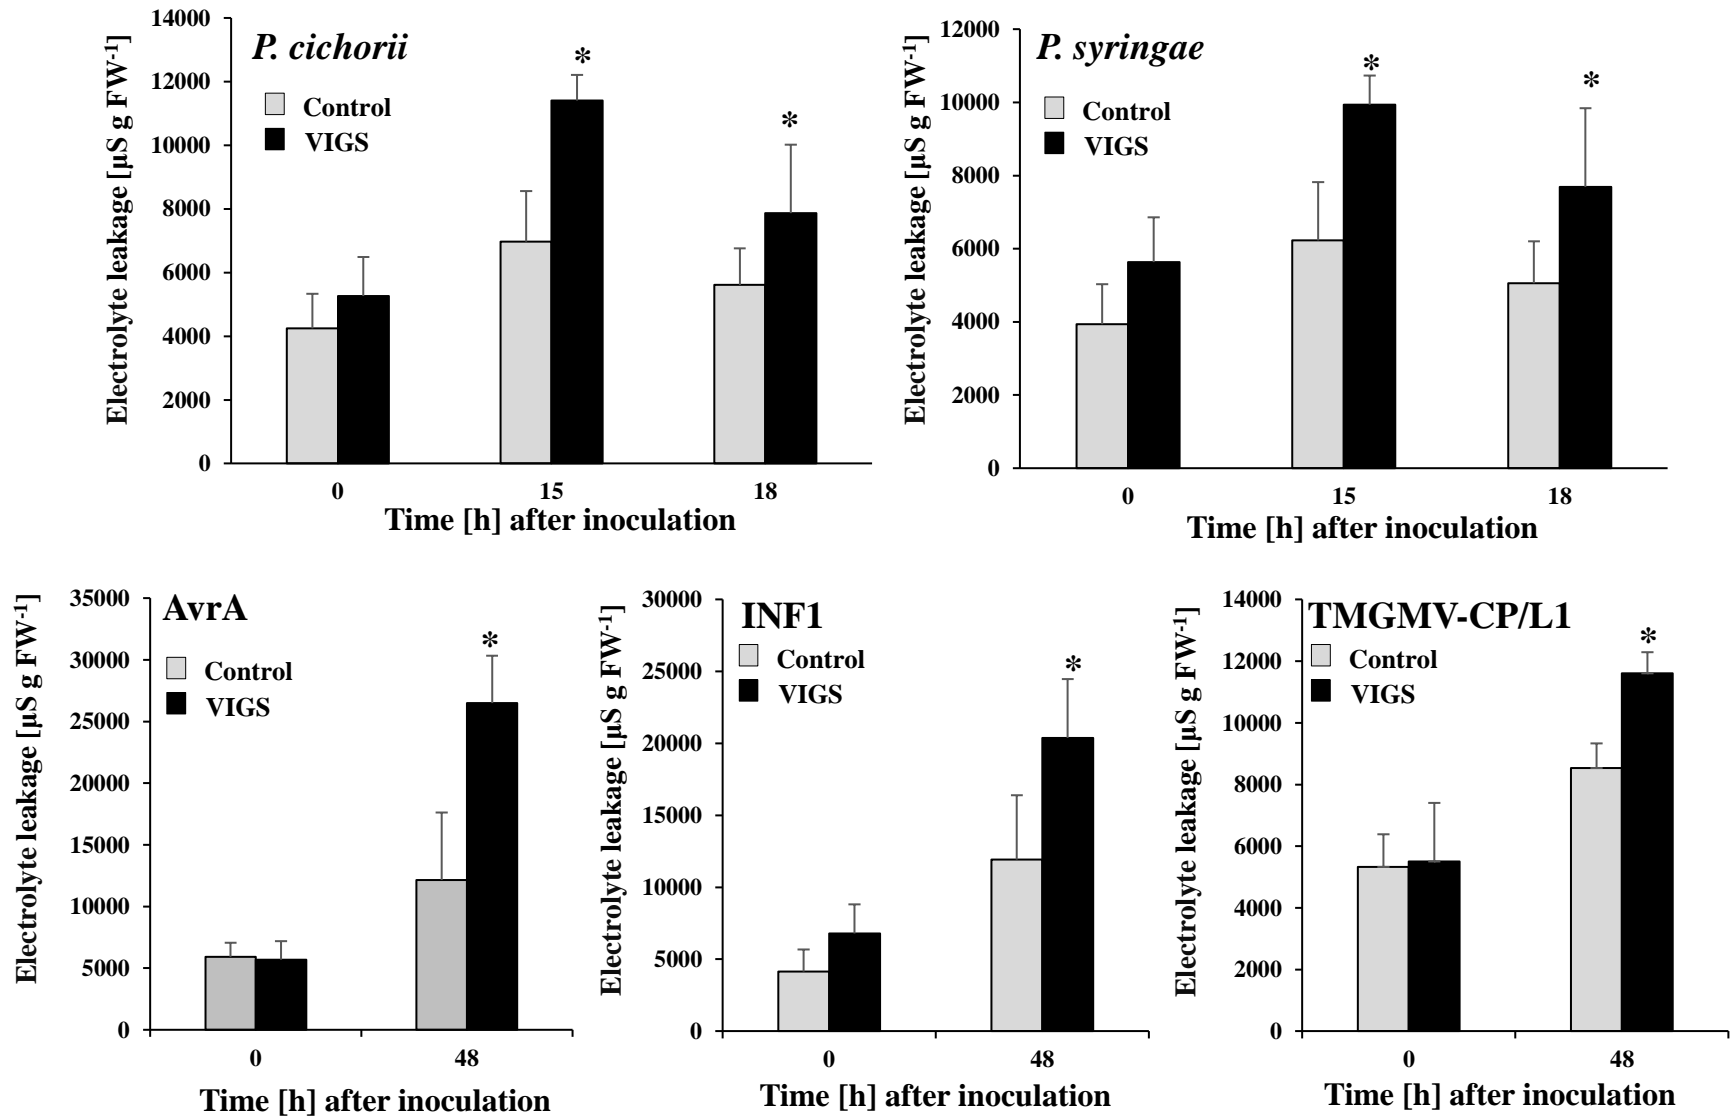 P. cichorii
Control
VIGS
*
*
14000
12000
10000
8000
6000
4000
2000
0
Electrolyte leakage [µS g FW-1]
0 15 18
Time [h] after inoculation
P. syringae
Control
VIGS
*
*
12000
10000
8000
6000
4000
2000
0
Electrolyte leakage [µS g FW-1]
0 15 18
Time [h] after inoculation
AvrA
Control
VIGS
*
35000
30000
25000
20000
15000
10000
5000
0
Electrolyte leakage [µS g FW-1]
0 48
Time [h] after inoculation
INF1
Control
VIGS
*
30000
25000
20000
15000
10000
5000
0
Electrolyte leakage [µS g FW-1]
0 48
Time [h] after inoculation
TMGMV-CP/L1
Control
VIGS
*
14000
12000
10000
8000
6000
4000
2000
0
Electrolyte leakage [µS g FW-1]
0 48
Time [h] after inoculation